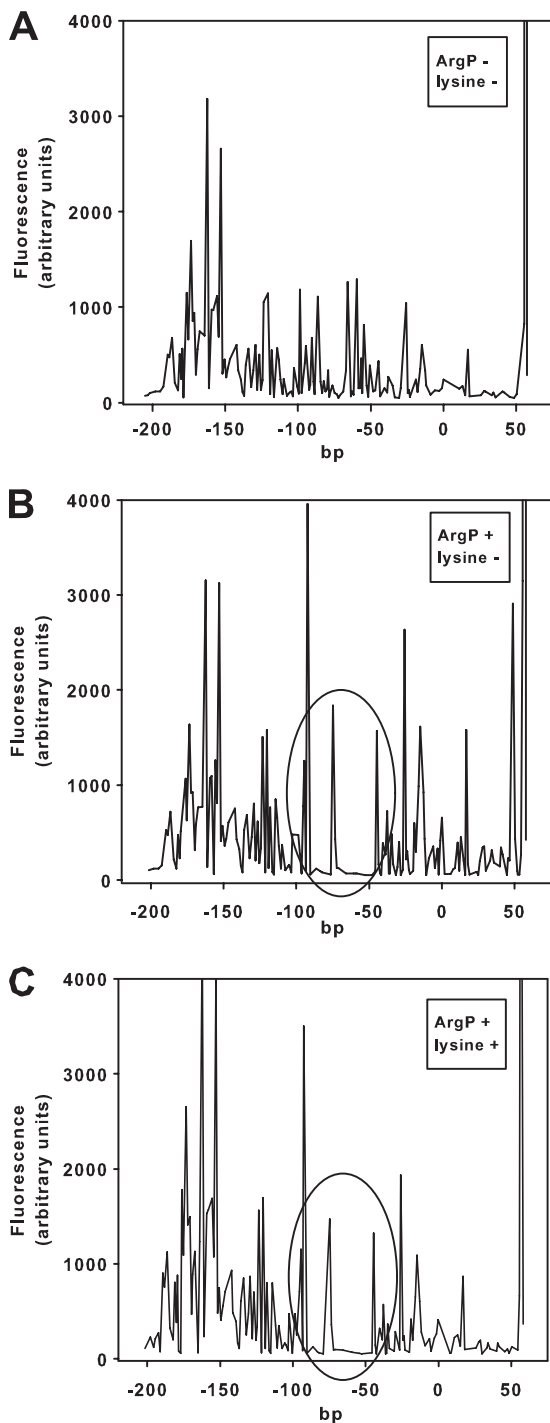 A
Fluorescence
(arbitrary units)
4000
3000
2000
1000
0
ArgP -
lysine -
-200 -150 -100 -50 0 50
bp
B
Fluorescence
(arbitrary units)
4000
3000
2000
1000
0
ArgP +
lysine -
-200 -150 -100 -50 0 50
bp
C
Fluorescence
(arbitrary units)
4000
3000
2000
1000
0
ArgP +
lysine +
-200 -150 -100 -50 0 50
bp